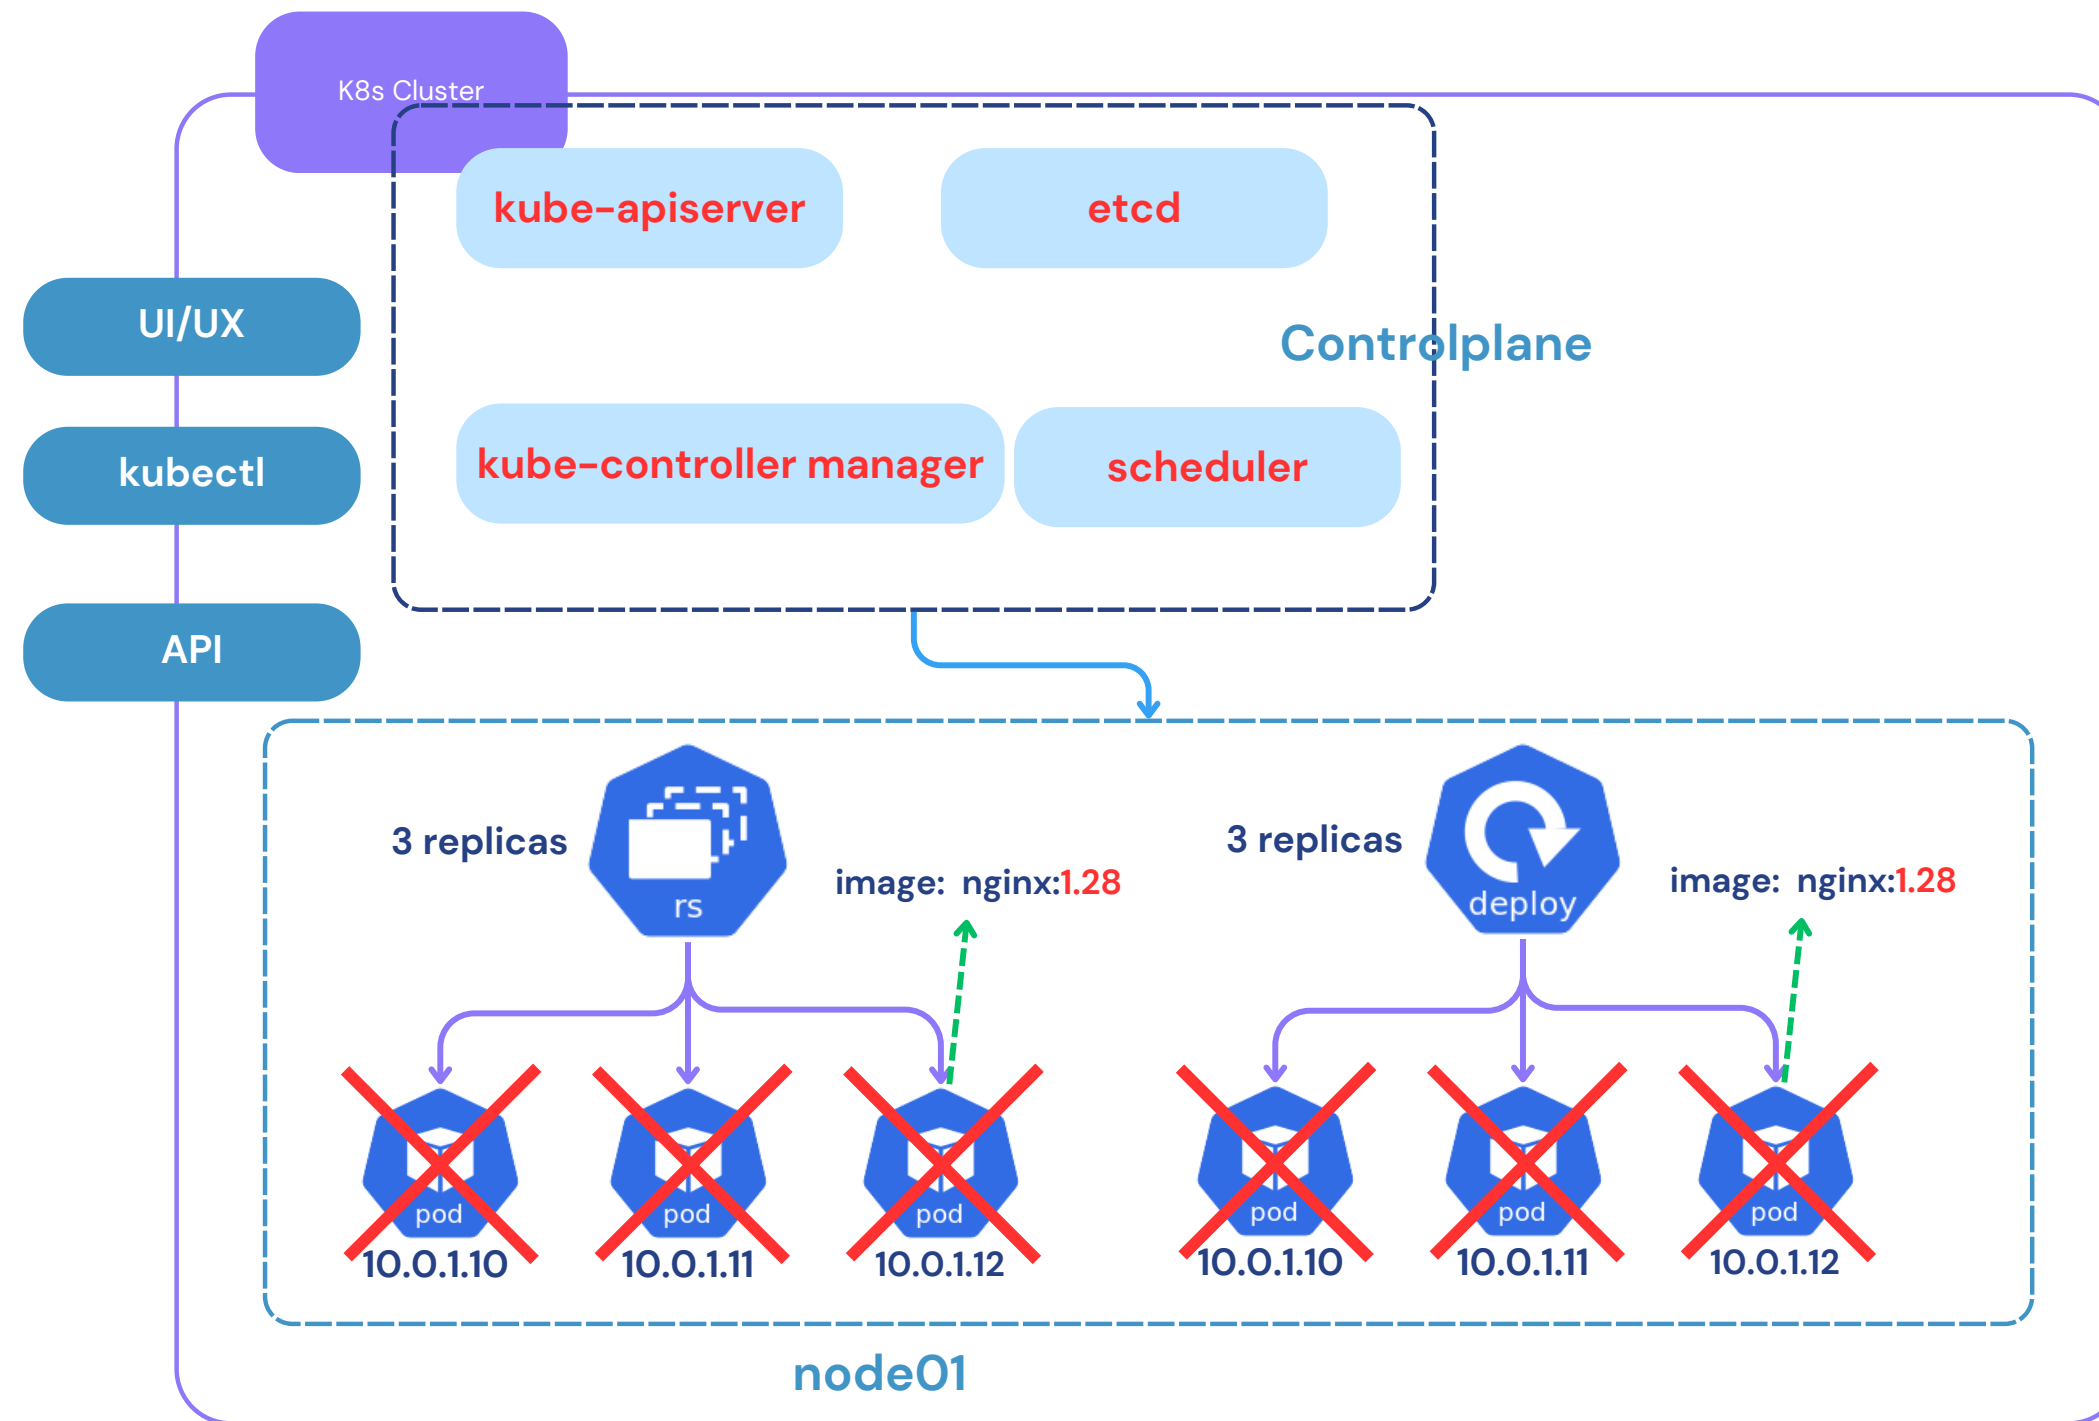 K8s Cluster
kube-apiserver
etcd
UI/UX
Controlplane
kubectl
kube-controller manager
scheduler
API
3 replicas
rs
image: nginx:1.28
3 replicas
deploy
image: nginx:1.28
pod
pod
pod
pod
pod
pod
10.0.1.10
10.0.1.11
10.0.1.12
10.0.1.10
10.0.1.11
10.0.1.12
node01